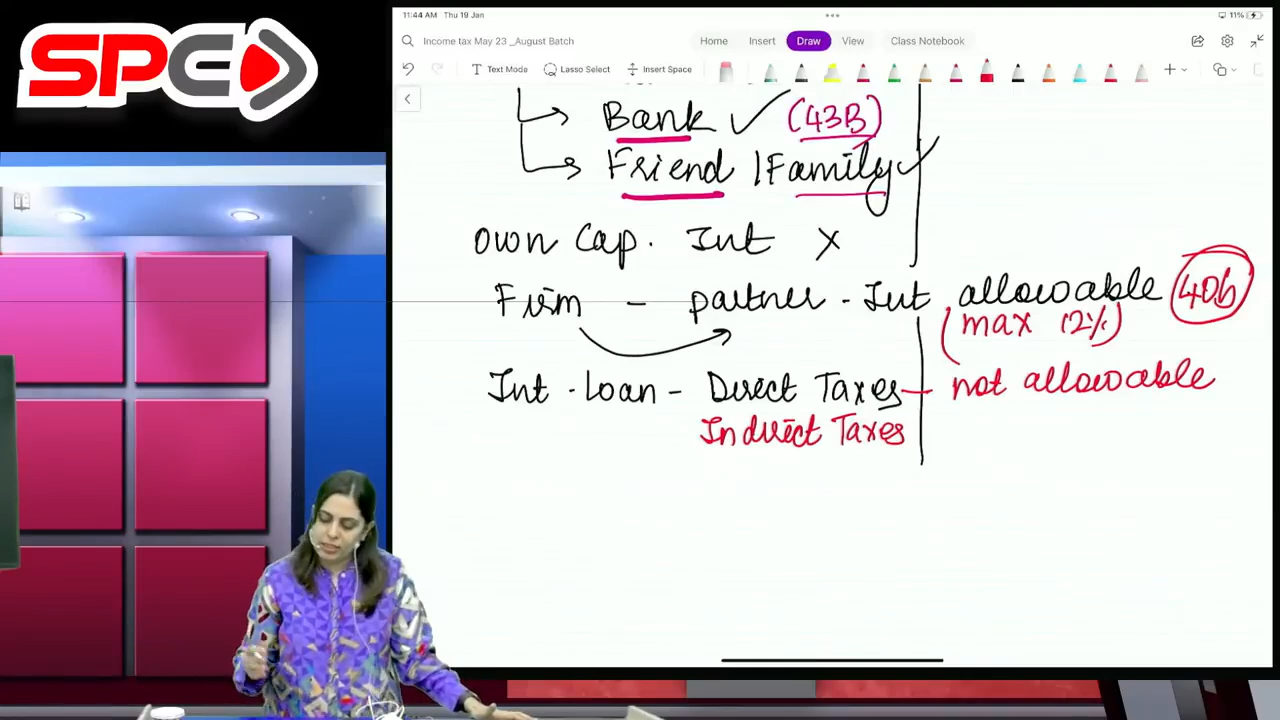 SPC
11:44 AM Thu 19 Jan
11%
Income tax May 23 _August Batch
Home Insert Draw View Class Notebook
Text Mode Lasso Select Insert Space
Bank ✓ (43B)
Friend | Family ✓
Own Cap. Int X
Firm - partner - Int allowable 40b
max 12%
Int - Loan - Direct Taxes - not allowable
Indirect Taxes